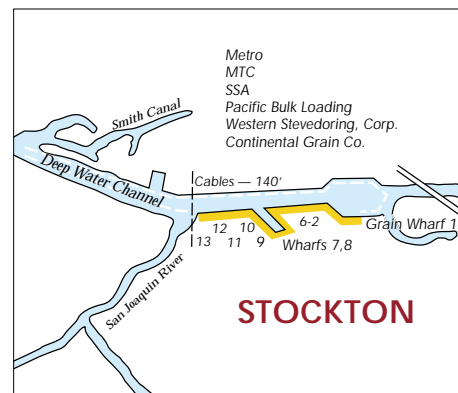 Metro
MTC
SSA
Pacific Bulk Loading
Western Stevedoring, Corp.
Continental Grain Co.
Smith Canal
Deep Water Channel
Cables — 140'
12 10 6-2 Grain Wharf 1
13 11 9 Wharfs 7,8
San Joaquin River
STOCKTON